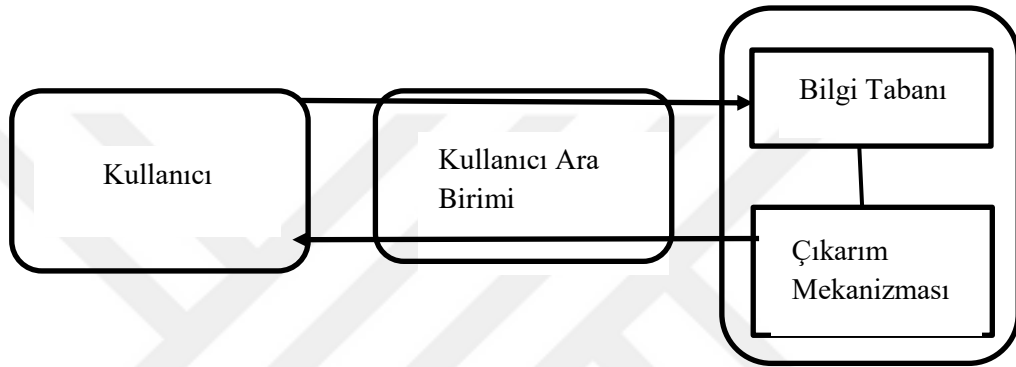 Kullanıcı
Kullanıcı Ara
Birimi
Bilgi Tabanı
Çıkarım
Mekanizması